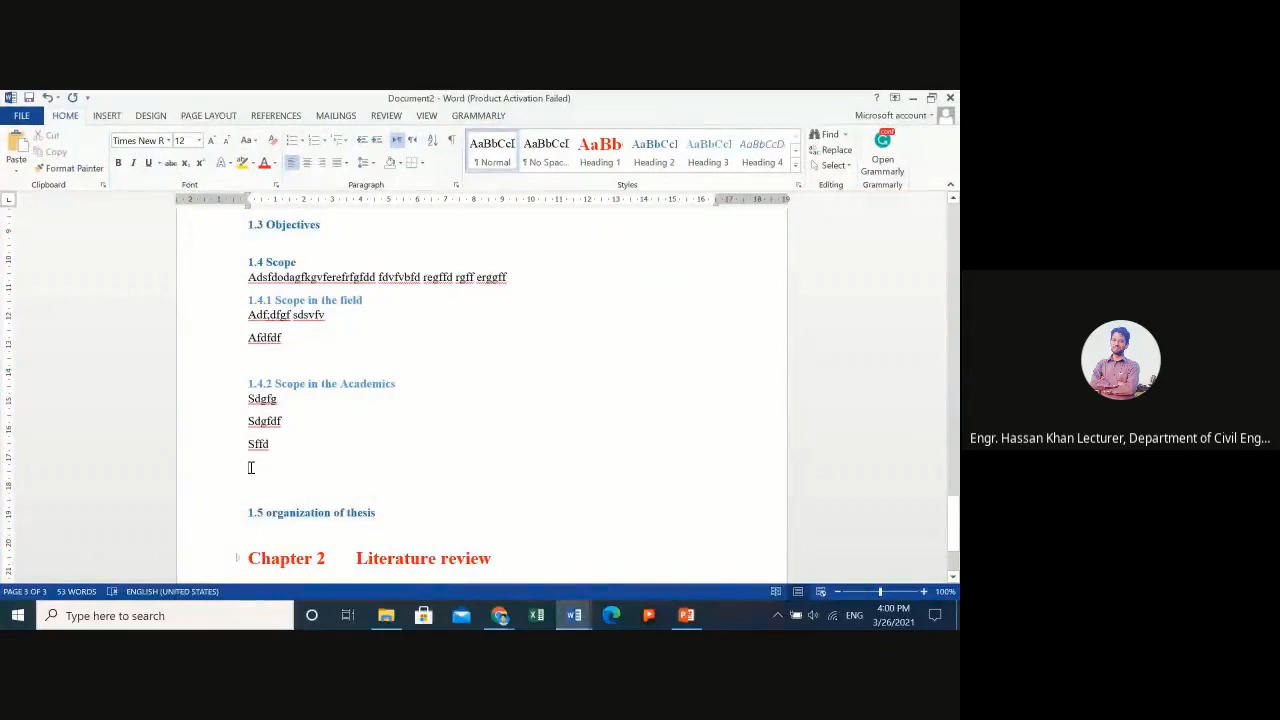 Document2 - Word (Product Activation Failed)
FILE HOME INSERT DESIGN PAGE LAYOUT REFERENCES MAILINGS REVIEW VIEW GRAMMARLY Microsoft account
Paste
Cut
Copy
Format Painter
Times New R 12
AaBbCcI AaBbCcI AaBb AaBbCcI AaBbCcI AaBbCcD
¶ Normal ¶ No Spac... Heading 1 Heading 2 Heading 3 Heading 4
Find
Replace
Select
Open
Grammarly
Clipboard Font Paragraph Styles Editing Grammarly
1.3 Objectives
1.4 Scope
Adsfdodagfkgvferefrfgfdd fdvfvbfd regffd rgff erggff
1.4.1 Scope in the field
Adf;dfgf sdsvfv
Afdfdf
1.4.2 Scope in the Academics
Sdgfg
Sdgfdf
Sffd
1.5 organization of thesis
Chapter 2 Literature review
PAGE 3 OF 3 53 WORDS ENGLISH (UNITED STATES) 100%
Type here to search
ENG
4:00 PM
3/26/2021
Engr. Hassan Khan Lecturer, Department of Civil Eng...